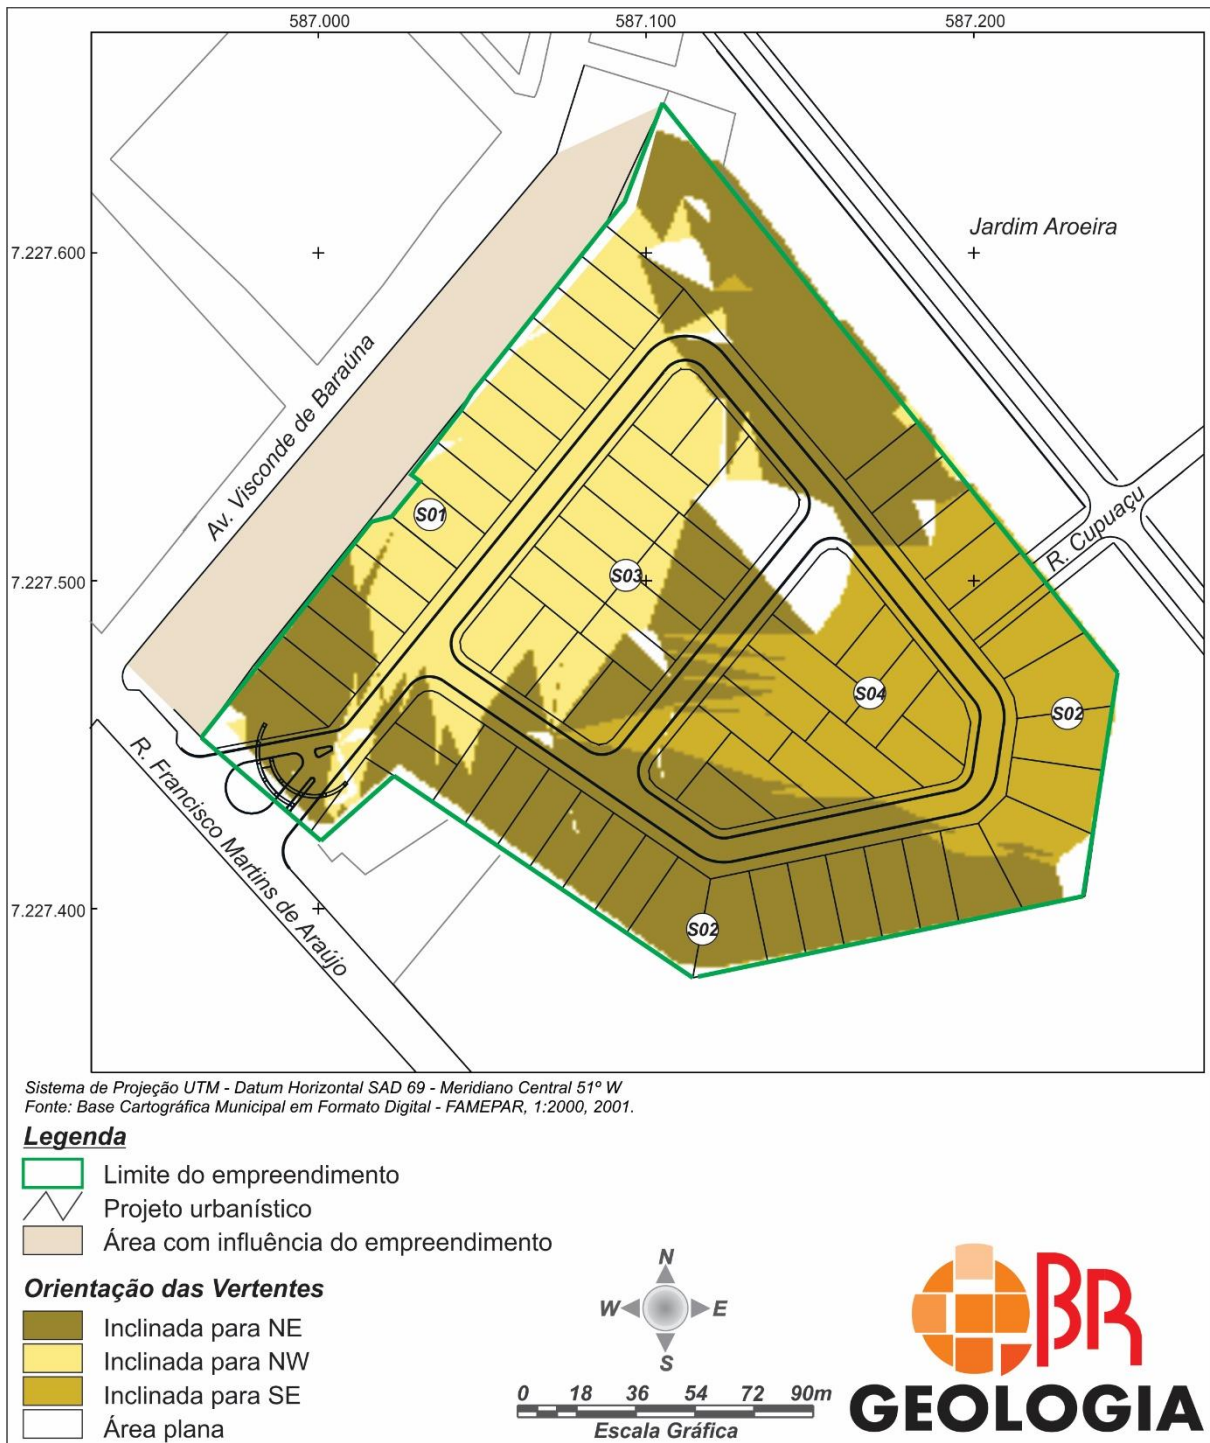 587.000 587.100 587.200
Jardim Aroeira
7.227.600
Av. Visconde de Baraúna
S01
R. Cupuaçu
7.227.500
S03
S04
S02
R. Francisco Martins de Araújo
7.227.400
S02
Sistema de Projeção UTM - Datum Horizontal SAD 69 - Meridiano Central 51º W
Fonte: Base Cartográfica Municipal em Formato Digital - FAMEPAR, 1:2000, 2001.
Legenda
Limite do empreendimento
Projeto urbanístico
Área com influência do empreendimento
Orientação das Vertentes
Inclinada para NE
Inclinada para NW
Inclinada para SE
Área plana
N
W E
S
0 18 36 54 72 90m
Escala Gráfica
BR
GEOLOGIA